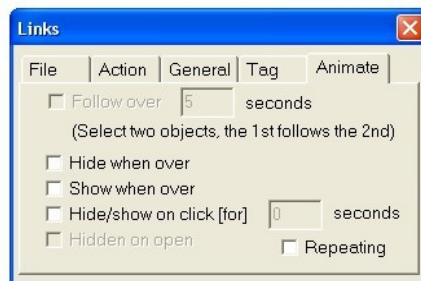 Links
File Action General Tag Animate
Follow over 5 seconds
(Select two objects, the 1st follows the 2nd)
Hide when over
Show when over
Hide/show on click [for] 0 seconds
Hidden on open
Repeating